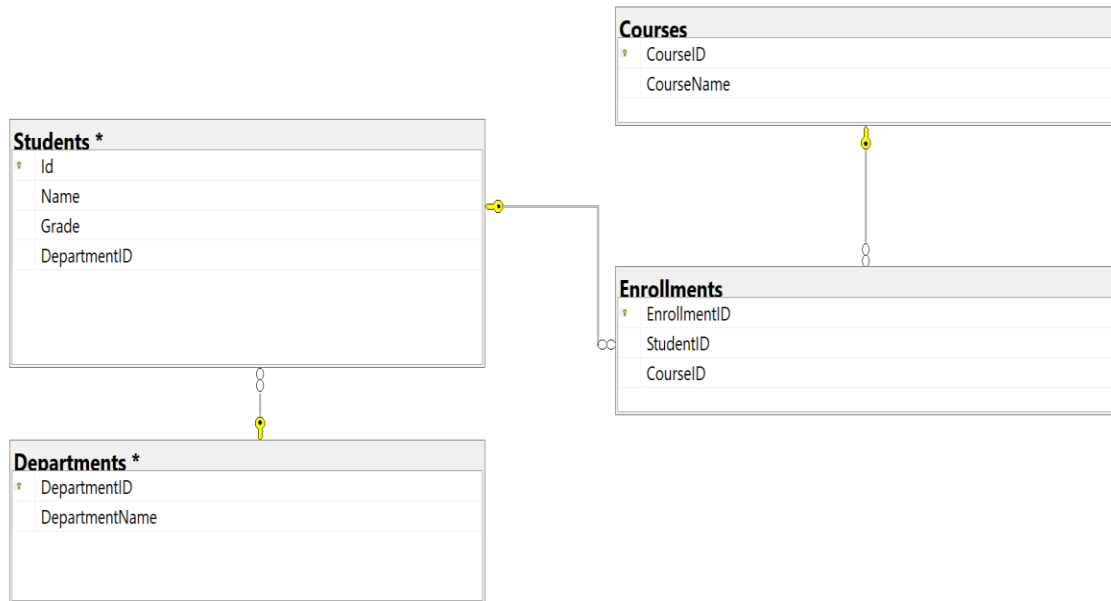 Courses
CourseID
CourseName
Students *
Id
Name
Grade
DepartmentID
Enrollments
EnrollmentID
StudentID
CourseID
Departments *
DepartmentID
DepartmentName